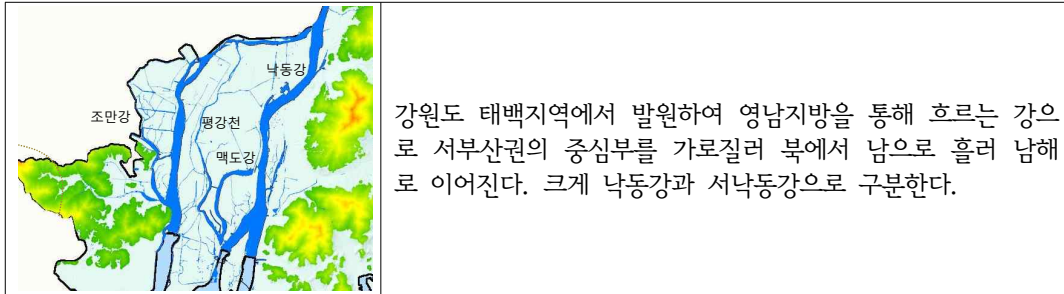 낙동강
조만강
평강천
맥도강
강원도 태백지역에서 발원하여 영남지방을 통해 흐르는 강으
로 서부산권의 중심부를 가로질러 북에서 남으로 흘러 남해
로 이어진다. 크게 낙동강과 서낙동강으로 구분한다.